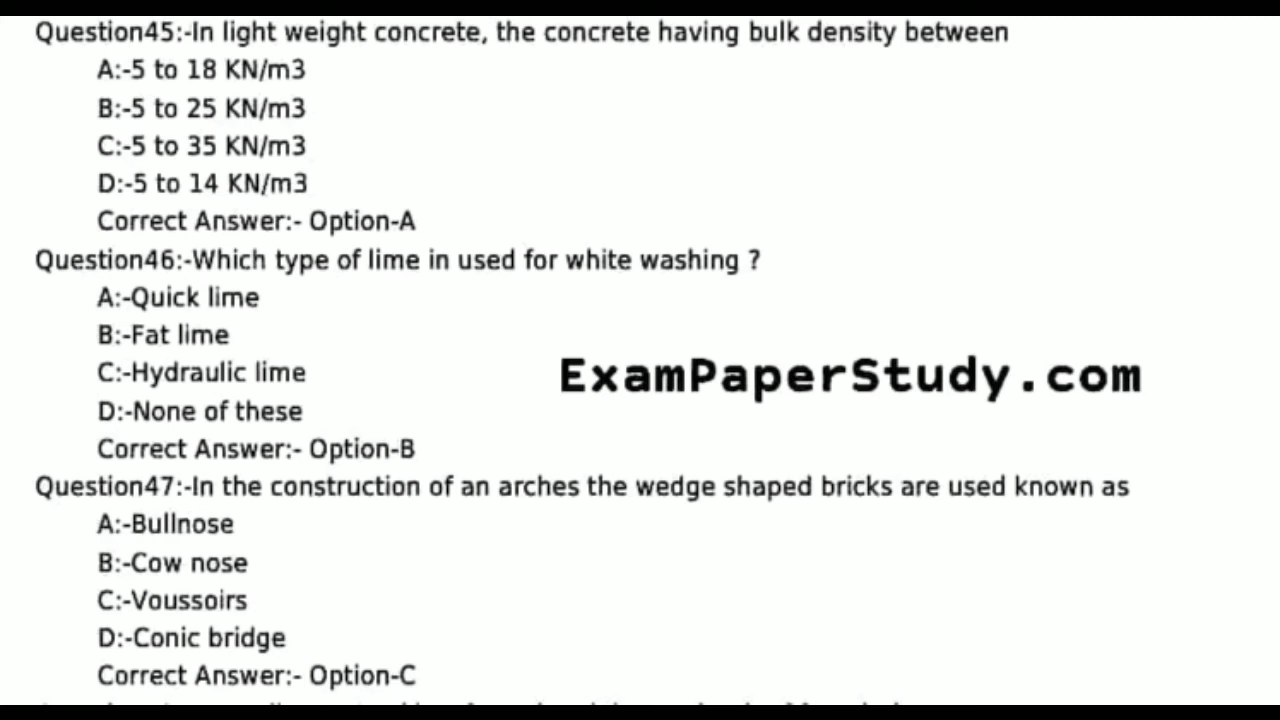 Question45:-In light weight concrete, the concrete having bulk density between
A:-5 to 18 KN/m3
B:-5 to 25 KN/m3
C:-5 to 35 KN/m3
D:-5 to 14 KN/m3
Correct Answer:- Option-A
Question46:-Which type of lime in used for white washing ?
A:-Quick lime
B:-Fat lime
C:-Hydraulic lime
ExamPaperStudy.com
D:-None of these
Correct Answer:- Option-B
Question47:-In the construction of an arches the wedge shaped bricks are used known as
A:-Bullnose
B:-Cow nose
C:-Voussoirs
D:-Conic bridge
Correct Answer:- Option-C